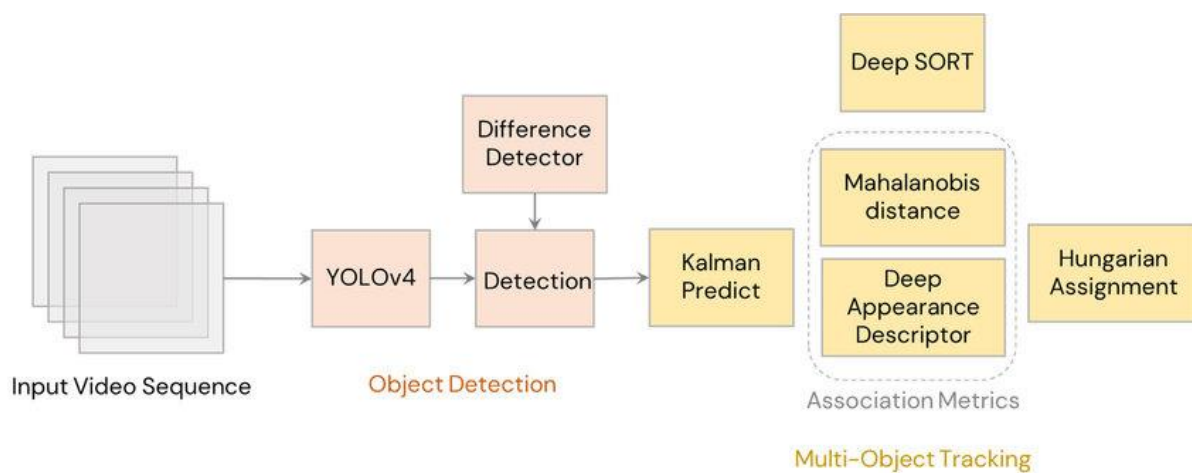 Deep SORT
Difference
Detector
Mahalanobis
distance
YOLOv4
Detection
Kalman
Predict
Deep
Appearance
Descriptor
Hungarian
Assignment
Input Video Sequence
Object Detection
Association Metrics
Multi-Object Tracking